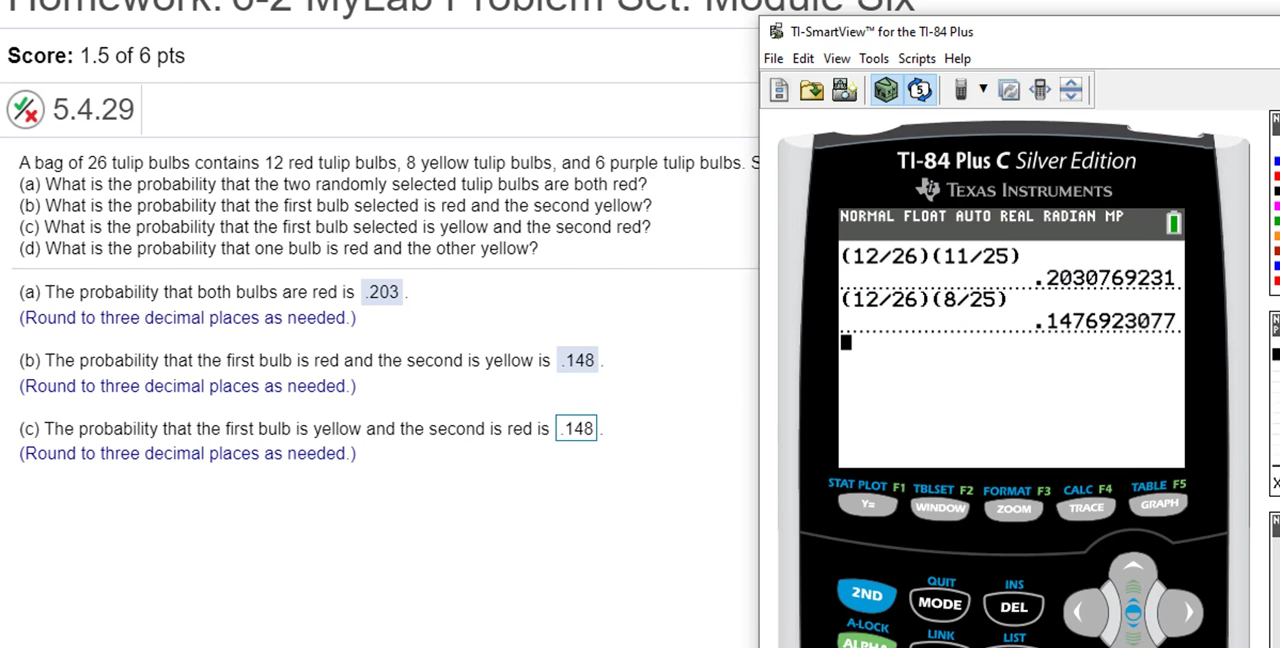 Homework: 6-2 MyLab Problem Set: Module Six
Score: 1.5 of 6 pts
5.4.29
A bag of 26 tulip bulbs contains 12 red tulip bulbs, 8 yellow tulip bulbs, and 6 purple tulip bulbs. S
(a) What is the probability that the two randomly selected tulip bulbs are both red?
(b) What is the probability that the first bulb selected is red and the second yellow?
(c) What is the probability that the first bulb selected is yellow and the second red?
(d) What is the probability that one bulb is red and the other yellow?
(a) The probability that both bulbs are red is .203 .
(Round to three decimal places as needed.)
(b) The probability that the first bulb is red and the second is yellow is .148 .
(Round to three decimal places as needed.)
(c) The probability that the first bulb is yellow and the second is red is .148 .
(Round to three decimal places as needed.)
TI-SmartView™ for the TI-84 Plus
File Edit View Tools Scripts Help
5
TI-84 Plus C Silver Edition
TEXAS INSTRUMENTS
NORMAL FLOAT AUTO REAL RADIAN MP
(12/26)(11/25)
.2030769231
(12/26)(8/25)
.1476923077
STAT PLOT F1 TBLSET F2 FORMAT F3 CALC F4 TABLE F5
Y= WINDOW ZOOM TRACE GRAPH
QUIT INS
2ND MODE DEL
A-LOCK LINK LIST
ALPHA